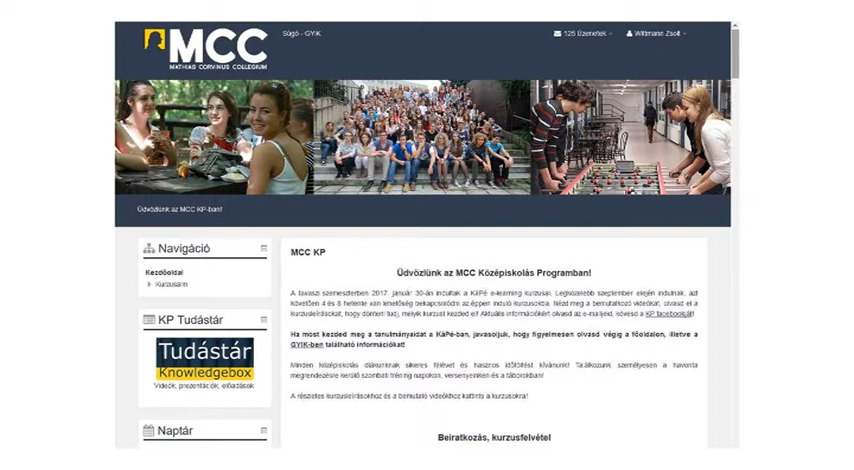 MCC
MATHIAS CORVINUS COLLEGIUM
Súgó - GYIK
125 Üzenetek
Wittmann Zsolt
Üdvözlünk az MCC KP-ban!
Navigáció
Kezdőoldal
Kurzusaim
KP Tudástár
Tudástár
Knowledgebox
Videók, prezentációk, előadások
Naptár
MCC KP
Üdvözlünk az MCC Középiskolás Programban!
A tavaszi szemeszterben 2017. január 30-án indultak a KáPé e-learning kurzusai. Legközelebb szeptember elején indulnak, azt
követően 4 és 8 hetente van lehetőség bekapcsolódni az éppen induló kurzusokba. Nézd meg a bemutatkozó videókat, olvasd el a
kurzusleírásokat, hogy dönteni tudj, melyik kurzust kezded el! Aktuális információkért olvasd az e-mailjeid, kövesd a KP facebookját!
Ha most kezded meg a tanulmányaidat a KáPé-ban, javasoljuk, hogy figyelmesen olvasd végig a főoldalon, illetve a
GYIK-ben található információkat!
Minden középiskolás diákunknak sikeres félévet és hasznos időtöltést kívánunk! Találkozunk személyesen a havonta
megrendezésre kerülő szombati tréning napokon, versenyeinken és a táborokban!
A részletes kurzusleírásokhoz és a bemutató videókhoz kattints a kurzusokra!
Beiratkozás, kurzusfelvétel